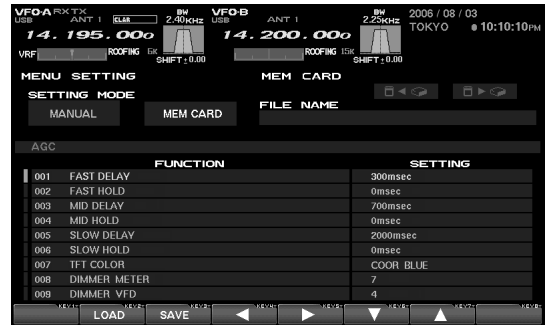 VFO-A RXTX BW VFO-B BW 2006 / 08 / 03
USB ANT 1 CLAR 2.40KHz USB ANT 1 2.25KHz TOKYO 10:10:10PM
14. 195. 000 14. 200. 000
VRF ROOFING 6K ROOFING 15K
SHIFT±0.00 SHIFT±0.00
MENU SETTING MEM CARD
SETTING MODE
MANUAL MEM CARD FILE NAME
AGC
FUNCTION SETTING
001 FAST DELAY 300msec
002 FAST HOLD 0msec
003 MID DELAY 700msec
004 MID HOLD 0msec
005 SLOW DELAY 2000msec
006 SLOW HOLD 0msec
007 TFT COLOR COOR BLUE
008 DIMMER METER 7
009 DIMMER VFD 4
LOAD SAVE